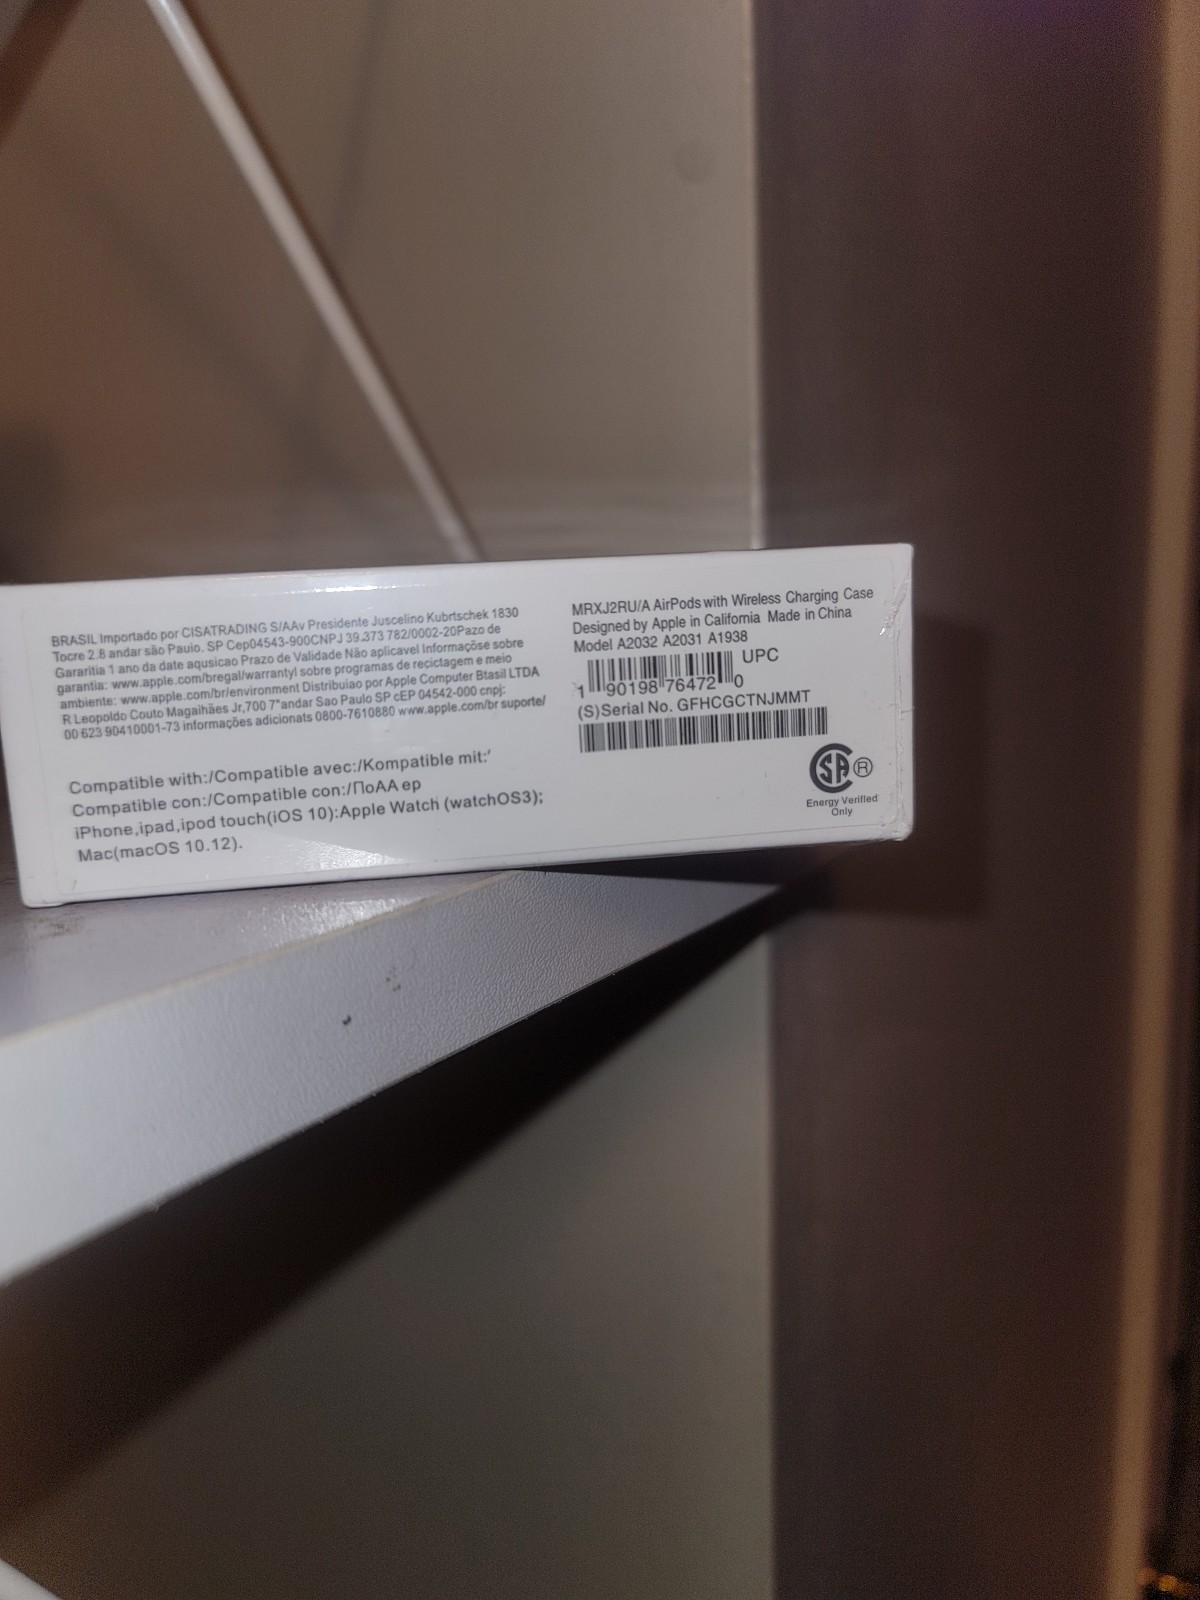 BRASIL Importado por CISATRADING S/AAv Presidente Juscelino Kubrtschek 1830
Tocre 2.8 andar são Pauio. SP Cep04543-900CNPJ 39.373 782/0002-20Pazo de
Gararitia 1 ano da date aqusicao Prazo de Validade Não aplicavel Informaçõse sobre
garantia: www.apple.com/bregal/warrantyl sobre programas de reciclagem e meio
ambiente: www.apple.com/br/environment Distribuiao por Apple Computer Btasil LTDA
R Leopoldo Couto Magaihães Jr,700 7"andar Sao Paulo SP cEP 04542-000 cnpj:
00 623 90410001-73 informações adicionats 0800-7610880 www.apple.com/br suporte/
Compatible with:/Compatible avec:/Kompatible mit:'
Compatible con:/Compatible con:/ПоАА ер
iPhone,ipad,ipod touch(iOS 10):Apple Watch (watchOS3);
Mac(macOS 10.12).
MRXJ2RU/A AirPods with Wireless Charging Case
Designed by Apple in California Made in China
Model A2032 A2031 A1938
UPC
1 90198 76472 0
(S)Serial No. GFHCGCTNJMMT
SA ®
Energy Verified
Only